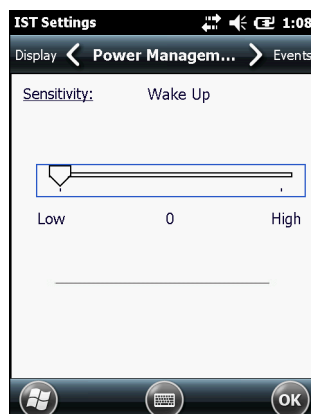 IST Settings 1:08
Display Power Managem... Events
Sensitivity: Wake Up
Low 0 High
OK